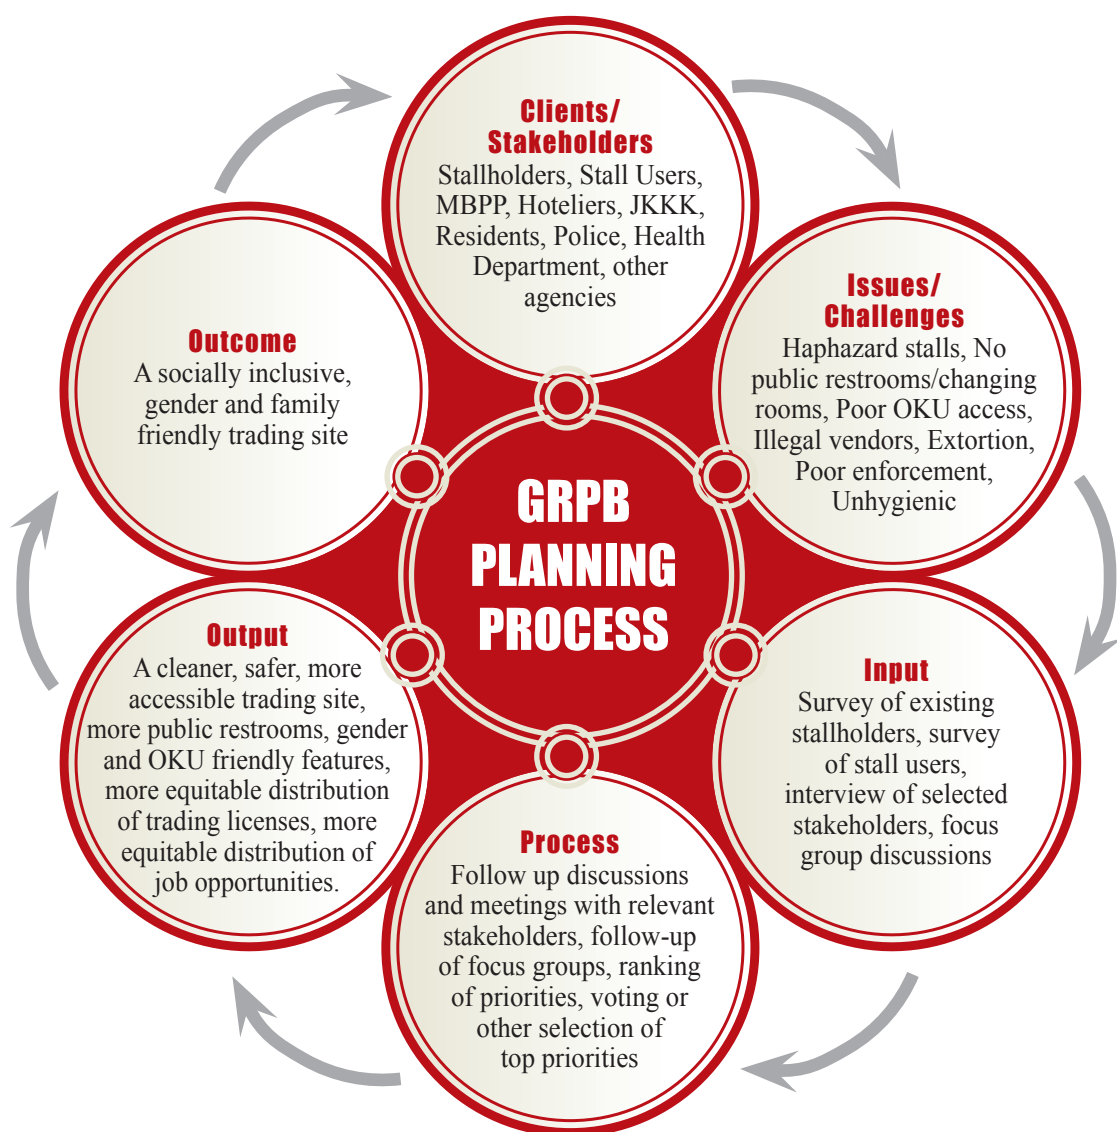 Clients/
Stakeholders
Stallholders, Stall Users,
MBPP, Hoteliers, JKKK,
Residents, Police, Health
Department, other
agencies
Issues/
Challenges
Haphazard stalls, No
public restrooms/changing
rooms, Poor OKU access,
Illegal vendors, Extortion,
Poor enforcement,
Unhygienic
Input
Survey of existing
stallholders, survey
of stall users,
interview of selected
stakeholders, focus
group discussions
Process
Follow up discussions
and meetings with relevant
stakeholders, follow-up
of focus groups, ranking
of priorities, voting or
other selection of
top priorities
Output
A cleaner, safer, more
accessible trading site,
more public restrooms, gender
and OKU friendly features,
more equitable distribution
of trading licenses, more
equitable distribution of
job opportunities.
Outcome
A socially inclusive,
gender and family
friendly trading site
GRPB
PLANNING
PROCESS